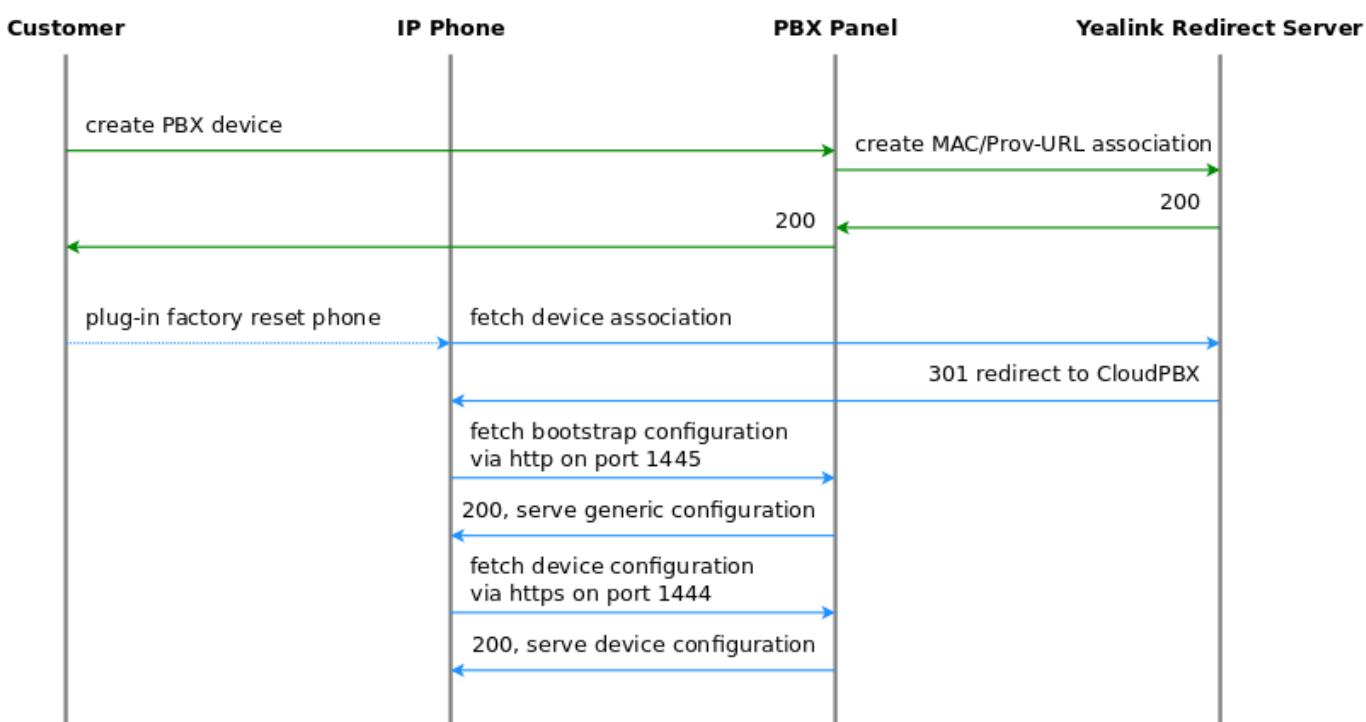 Customer IP Phone PBX Panel Yealink Redirect Server
create PBX device
create MAC/Prov-URL association
200
200
plug-in factory reset phone fetch device association
301 redirect to CloudPBX
fetch bootstrap configuration
via http on port 1445
200, serve generic configuration
fetch device configuration
via https on port 1444
200, serve device configuration